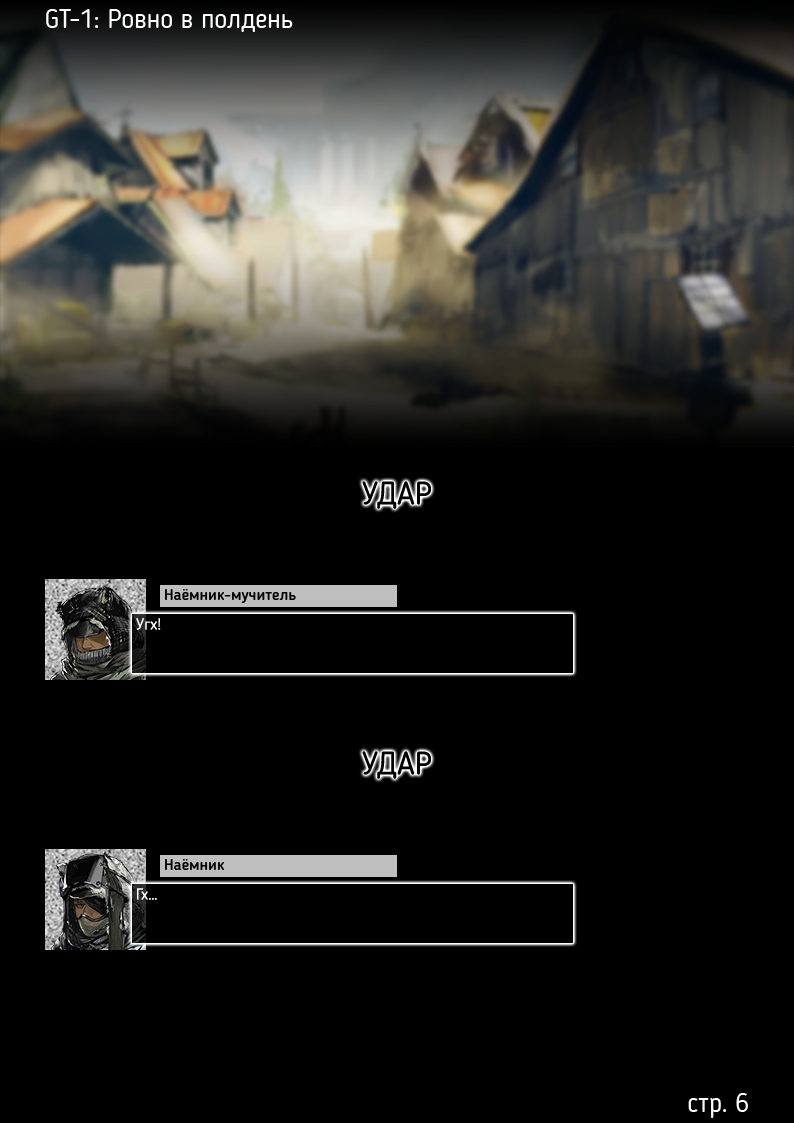 GT-1: Ровно в полдень
УДАР
Наёмник-мучитель
Угх!
УДАР
Наёмник
Гх...
стр. 6